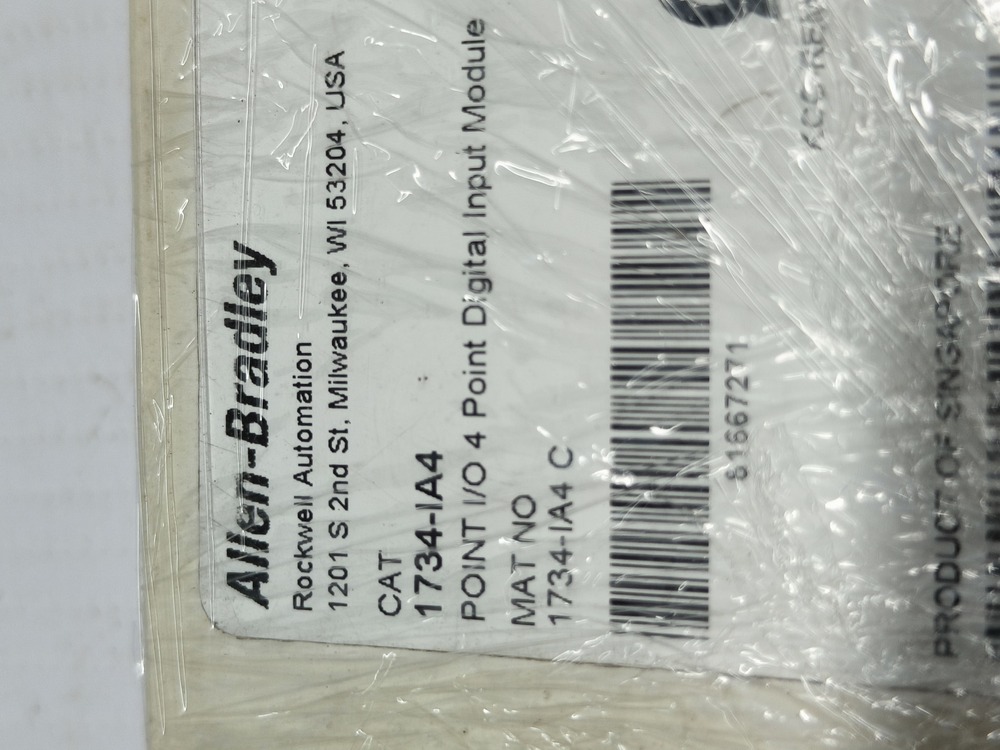 Allen-Bradley
Rockwell Automation
1201 S 2nd St, Milwaukee, WI 53204, USA
CAT
1734-IA4
POINT I/O 4 Point Digital Input Module
MAT NO
1734-IA4 C
61667271
PRODUCT OF SINGAPORE